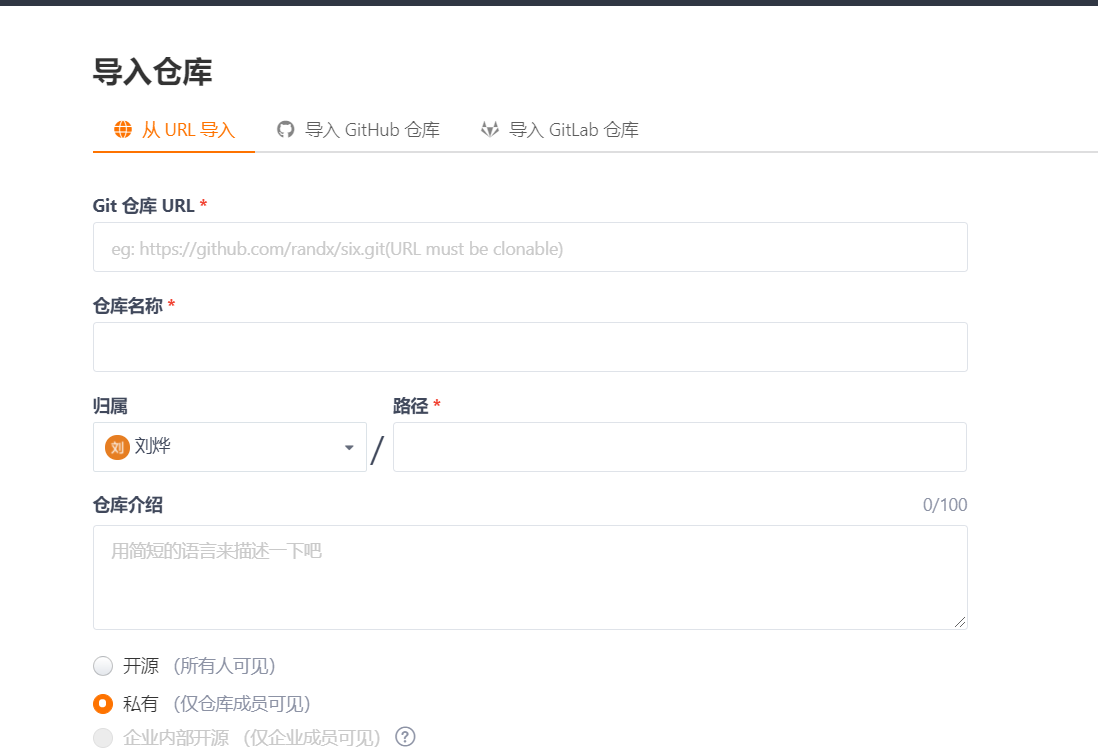 导入仓库
从 URL 导入 导入 GitHub 仓库 导入 GitLab 仓库
Git 仓库 URL *
eg: https://github.com/randx/six.git(URL must be clonable)
仓库名称 *
归属 路径 *
刘 刘烨 /
仓库介绍 0/100
用简短的语言来描述一下吧
开源 (所有人可见)
私有 (仅仓库成员可见)
企业内部开源 (仅企业成员可见) ?